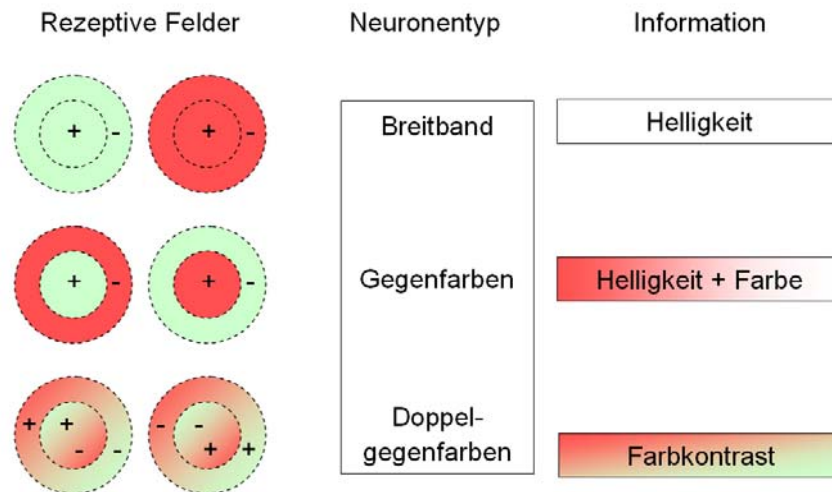 Rezeptive Felder Neuronentyp Information
+ - + - Breitband Helligkeit
+ - + - Gegenfarben Helligkeit + Farbe
+ + - - - - + + Doppel-
gegenfarben Farbkontrast